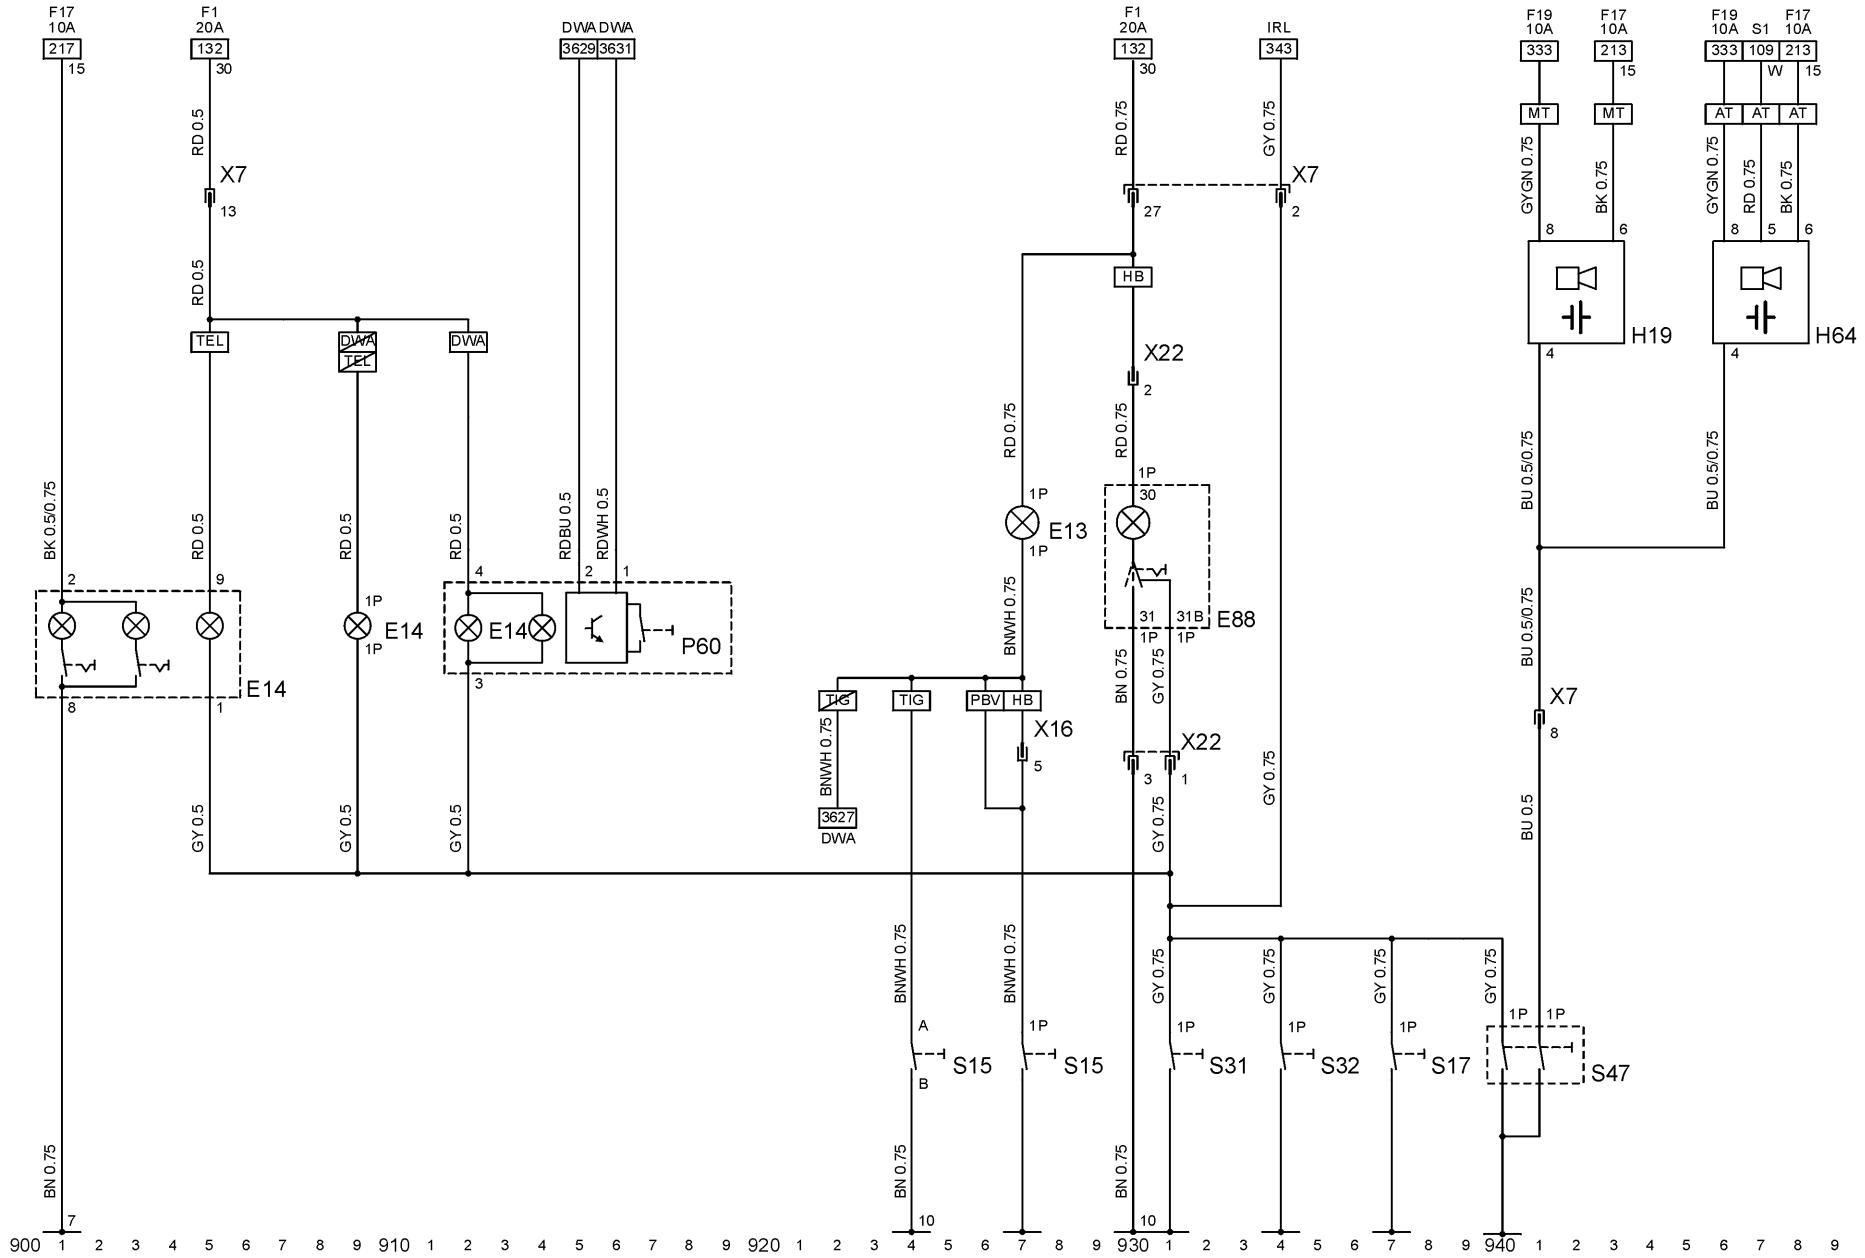 F17 F1 F1 F19 F17 F19 F17
10A 20A DWA DWA 20A IRL 10A 10A 10A S1 10A
217 132 3629 3631 132 343 333 213 333 109 213
15 30 30 15 W 15
MT MT AT AT AT
RD 0.5 RD 0.75 GY 0.75
GYGN 0.75 BK 0.75 GYGN 0.75 RD 0.75 BK 0.75
X7 X7
13 27 2
8 6 8 5 6
RD 0.5 HB
TEL DWA DWA H19 H64
TEL X22 4 4
2
RD 0.75 RD 0.75 BU 0.5/0.75 BU 0.5/0.75
BK 0.5/0.75 RD 0.5 RD 0.5 RD 0.5 RDBU 0.5 RDWH 0.5
1P 1P
30
E13
1P
2 9 4 2 1
1P
E14 E14 P60
1P
BNWH 0.75 31 31B E88 BU 0.5/0.75
1P 1P
E14 3
8 1
BN 0.75 GY 0.75
TIG TIG PBV HB X7
X16 8
5
X22
3 1
BNWH 0.75 GY 0.75
3627
DWA
GY 0.5 GY 0.5 GY 0.5 GY 0.75 BU 0.5
BNWH 0.75 BNWH 0.75 GY 0.75 GY 0.75 GY 0.75 GY 0.75
A 1P 1P 1P 1P 1P 1P
S15 S15 S31 S32 S17 S47
B
BN 0.75 BN 0.75 BN 0.75
7 10 10
900 1 2 3 4 5 6 7 8 9 910 1 2 3 4 5 6 7 8 9 920 1 2 3 4 5 6 7 8 9 930 1 2 3 4 5 6 7 8 9 940 1 2 3 4 5 6 7 8 9